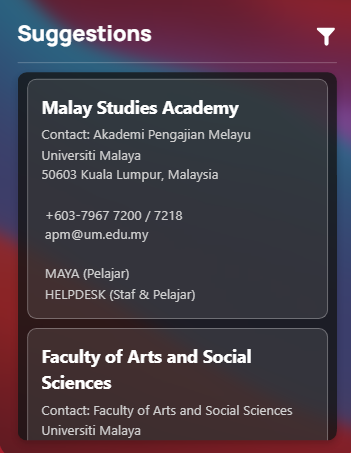 Suggestions
Malay Studies Academy
Contact: Akademi Pengajian Melayu
Universiti Malaya
50603 Kuala Lumpur, Malaysia
+603-7967 7200 / 7218
apm@um.edu.my
MAYA (Pelajar)
HELPDESK (Staf & Pelajar)
Faculty of Arts and Social
Sciences
Contact: Faculty of Arts and Social Sciences
Universiti Malaya